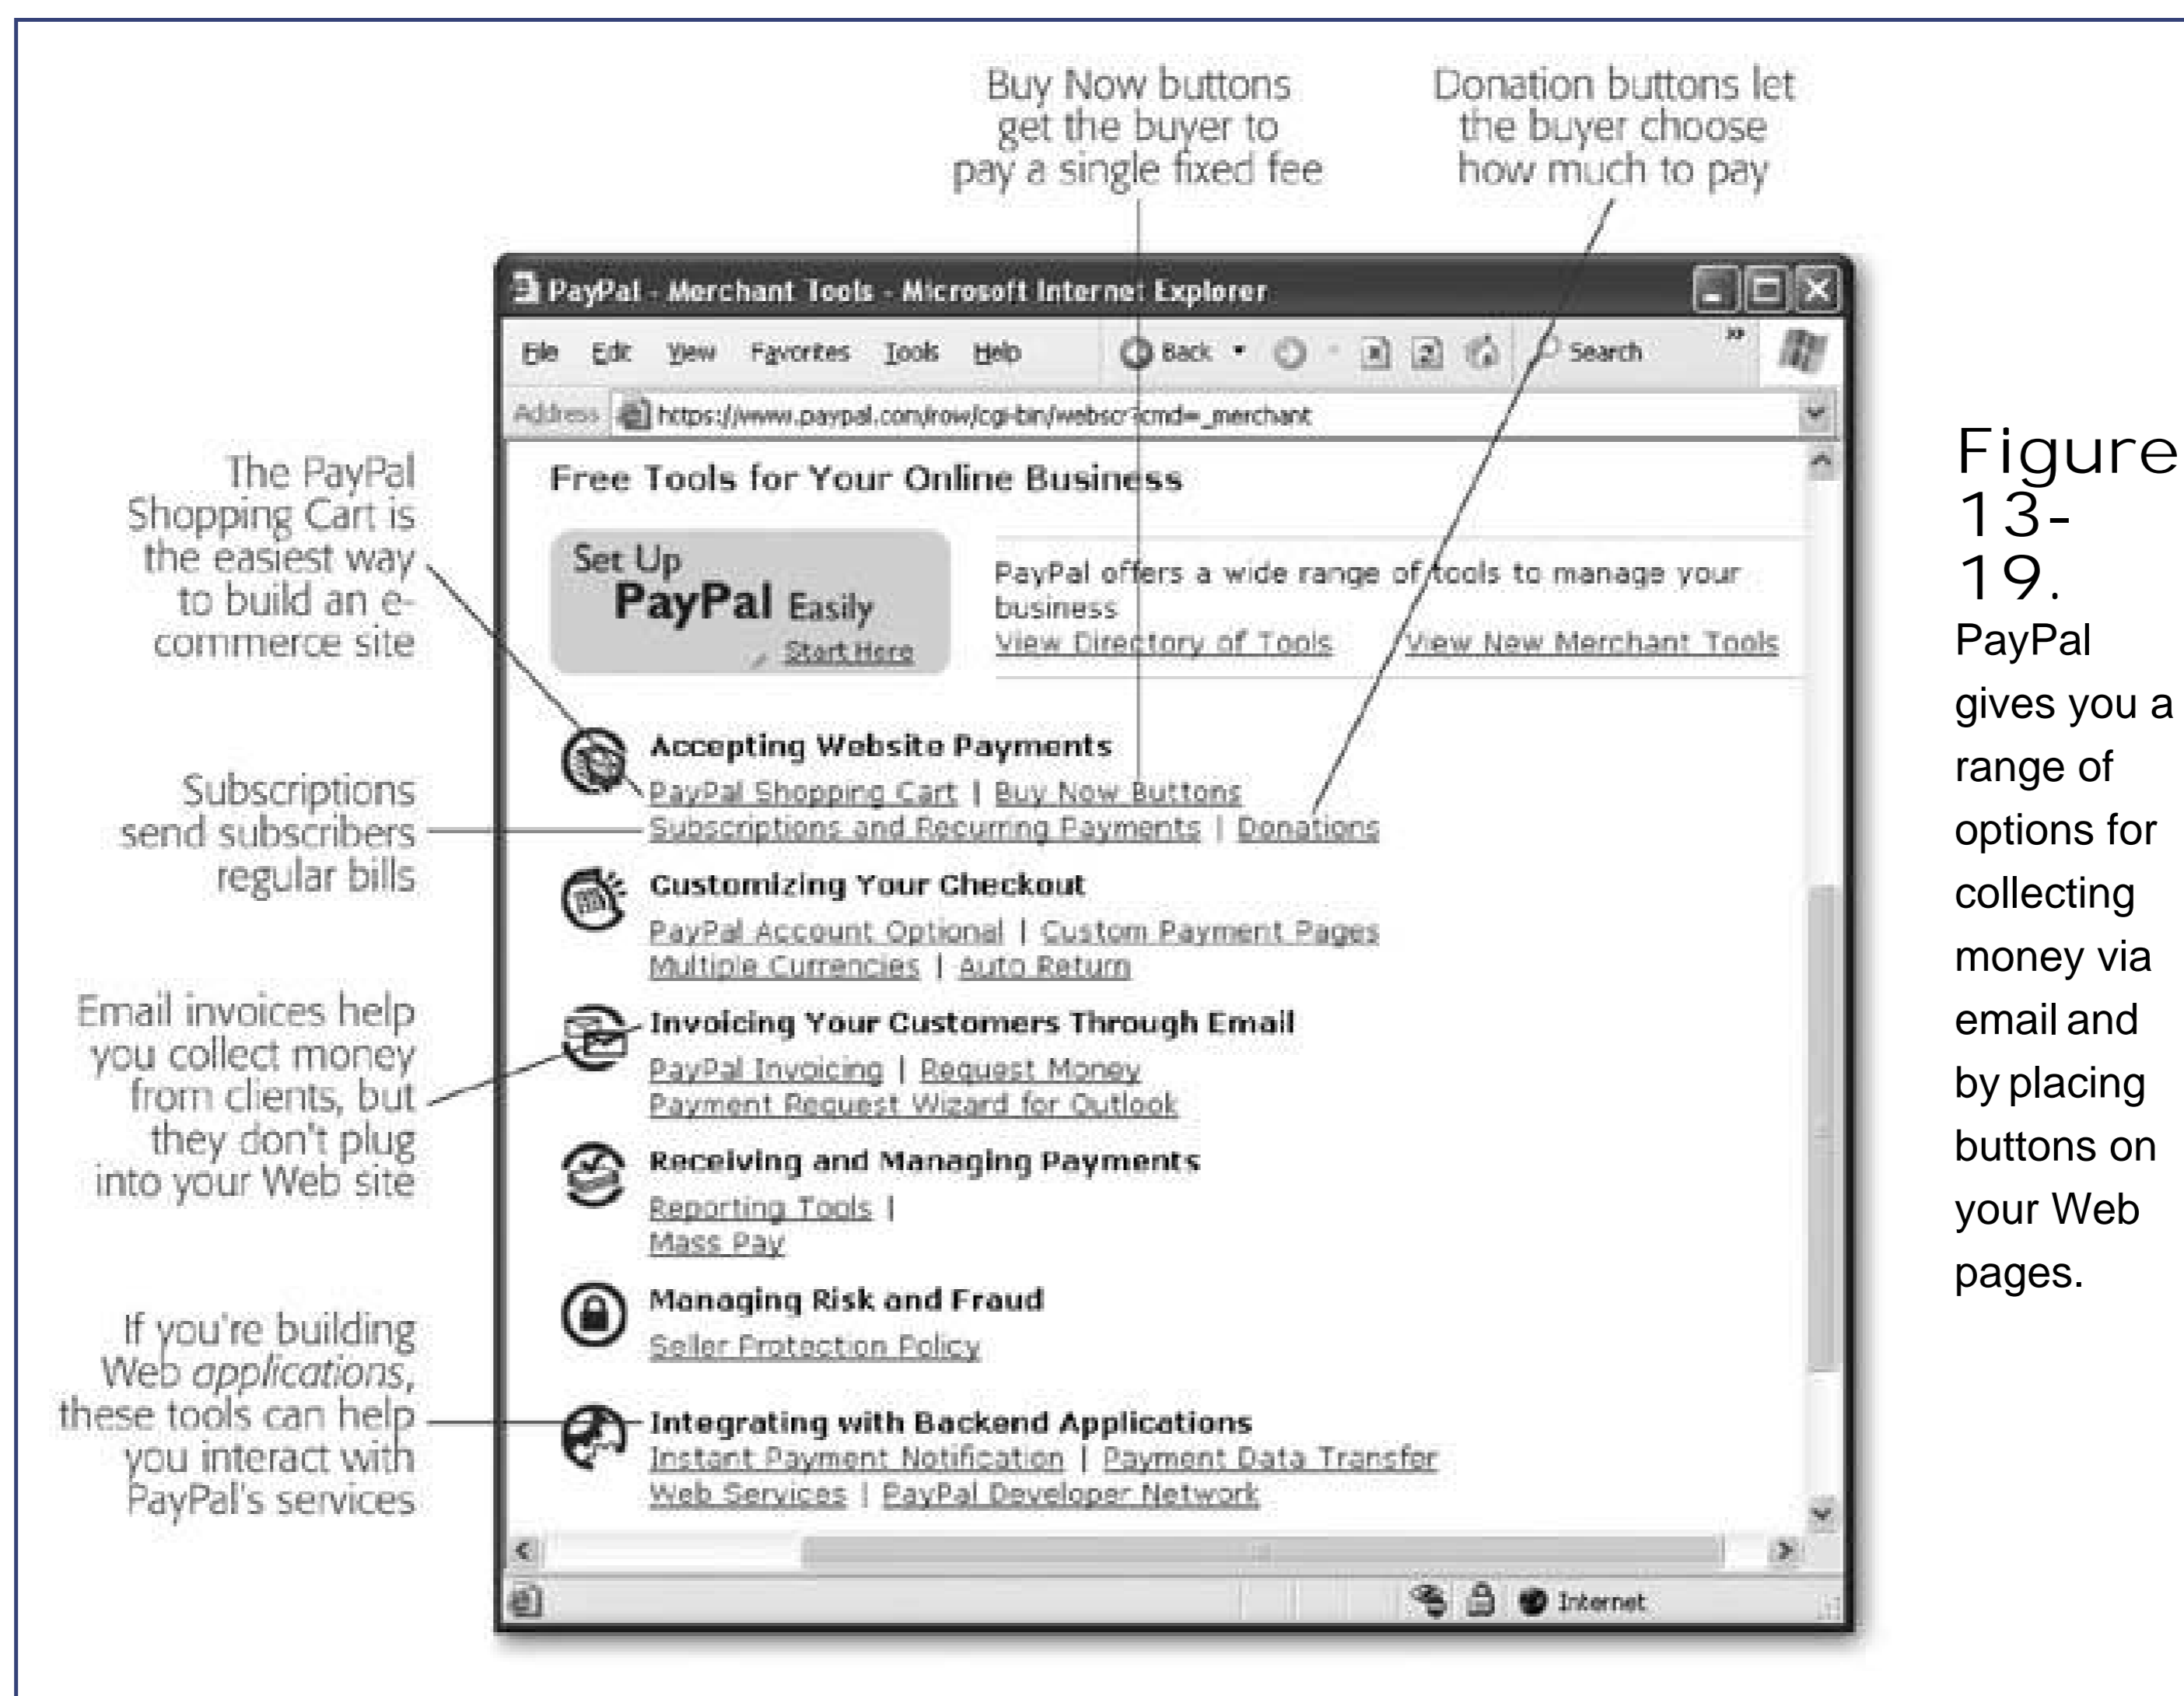 Buy Now buttons
get the buyer to
pay a single fixed fee
Donation buttons let
the buyer choose
how much to pay
PayPal - Merchant Tools - Microsoft Internet Explorer
File Edit View Favorites Tools Help Back Search
Address https://www.paypal.com/row/cgi-bin/webscr?cmd=_merchant
The PayPal
Shopping Cart is
the easiest way
to build an e-
commerce site
Subscriptions
send subscribers
regular bills
Email invoices help
you collect money
from clients, but
they don't plug
into your Web site
If you're building
Web applications,
these tools can help
you interact with
PayPal's services
Free Tools for Your Online Business
Set Up
PayPal Easily
Start Here
PayPal offers a wide range of tools to manage your
business
View Directory of Tools View New Merchant Tools
Accepting Website Payments
PayPal Shopping Cart | Buy Now Buttons
Subscriptions and Recurring Payments | Donations
Customizing Your Checkout
PayPal Account Optional | Custom Payment Pages
Multiple Currencies | Auto Return
Invoicing Your Customers Through Email
PayPal Invoicing | Request Money
Payment Request Wizard for Outlook
Receiving and Managing Payments
Reporting Tools |
Mass Pay
Managing Risk and Fraud
Seller Protection Policy
Integrating with Backend Applications
Instant Payment Notification | Payment Data Transfer
Web Services | PayPal Developer Network
Internet
Figure
13-
19.
PayPal
gives you a
range of
options for
collecting
money via
email and
by placing
buttons on
your Web
pages.